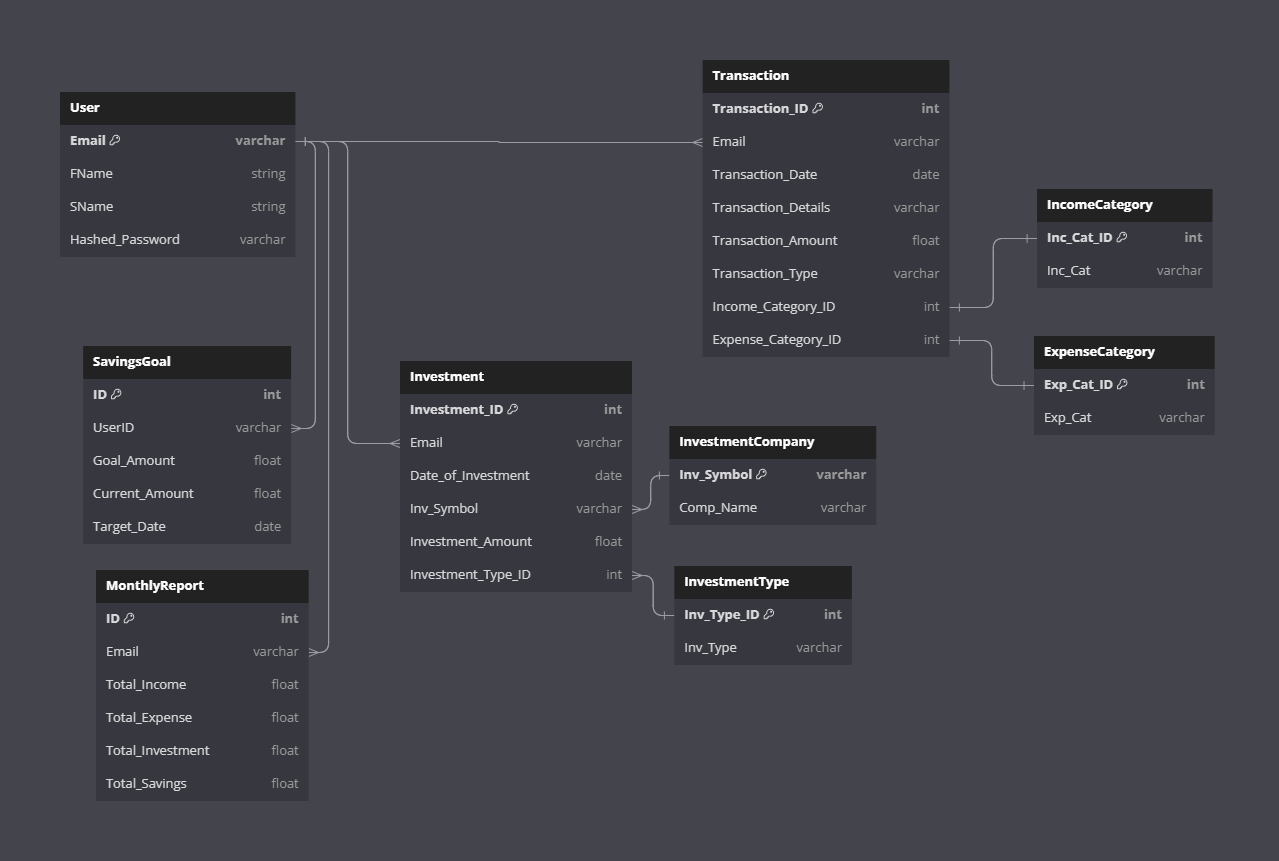 User
Email varchar
FName string
SName string
Hashed_Password varchar
Transaction
Transaction_ID int
Email varchar
Transaction_Date date
Transaction_Details varchar
Transaction_Amount float
Transaction_Type varchar
Income_Category_ID int
Expense_Category_ID int
IncomeCategory
Inc_Cat_ID int
Inc_Cat varchar
ExpenseCategory
Exp_Cat_ID int
Exp_Cat varchar
SavingsGoal
ID int
UserID varchar
Goal_Amount float
Current_Amount float
Target_Date date
Investment
Investment_ID int
Email varchar
Date_of_Investment date
Inv_Symbol varchar
Investment_Amount float
Investment_Type_ID int
InvestmentCompany
Inv_Symbol varchar
Comp_Name varchar
InvestmentType
Inv_Type_ID int
Inv_Type varchar
MonthlyReport
ID int
Email varchar
Total_Income float
Total_Expense float
Total_Investment float
Total_Savings float